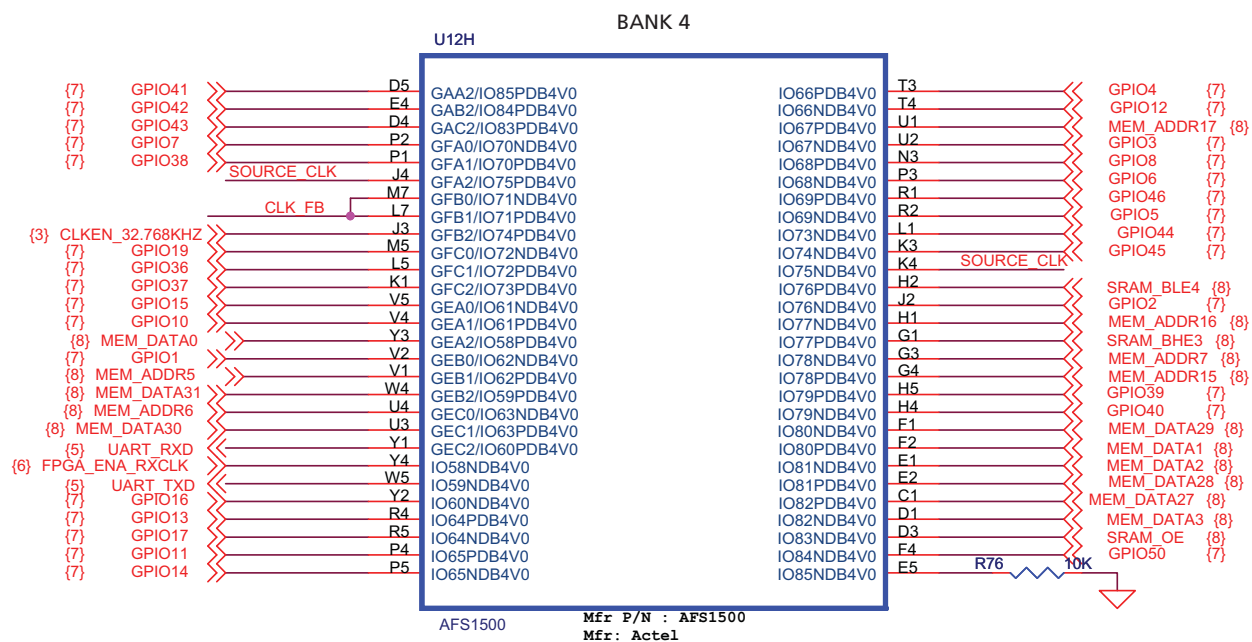 BANK 4
U12H
{7} GPIO41 D5 GAA2/IO85PDB4V0 IO66PDB4V0 T3 GPIO4 {7}
{7} GPIO42 E4 GAB2/IO84PDB4V0 IO66NDB4V0 T4 GPIO12 {7}
{7} GPIO43 D4 GAC2/IO83PDB4V0 IO67PDB4V0 U1 MEM_ADDR17 {8}
{7} GPIO7 P2 GFA0/IO70NDB4V0 IO67NDB4V0 U2 GPIO3 {7}
{7} GPIO38 P1 GFA1/IO70PDB4V0 IO68PDB4V0 N3 GPIO8 {7}
SOURCE_CLK J4 GFA2/IO75PDB4V0 IO68NDB4V0 P3 GPIO6 {7}
M7 GFB0/IO71NDB4V0 IO69PDB4V0 R1 GPIO46 {7}
CLK_FB L7 GFB1/IO71PDB4V0 IO69NDB4V0 R2 GPIO5 {7}
{3} CLKEN_32.768KHZ J3 GFB2/IO74PDB4V0 IO73NDB4V0 L1 GPIO44 {7}
{7} GPIO19 M5 GFC0/IO72NDB4V0 IO74NDB4V0 K3 GPIO45 {7}
{7} GPIO36 L5 GFC1/IO72PDB4V0 IO75NDB4V0 K4 SOURCE_CLK
{7} GPIO37 K1 GFC2/IO73PDB4V0 IO76PDB4V0 H2 SRAM_BLE4 {8}
{7} GPIO15 V5 GEA0/IO61NDB4V0 IO76NDB4V0 J2 GPIO2 {7}
{7} GPIO10 V4 GEA1/IO61PDB4V0 IO77NDB4V0 H1 MEM_ADDR16 {8}
{8} MEM_DATA0 Y3 GEA2/IO58PDB4V0 IO77PDB4V0 G1 SRAM_BHE3 {8}
{7} GPIO1 V2 GEB0/IO62NDB4V0 IO78NDB4V0 G3 MEM_ADDR7 {8}
{8} MEM_ADDR5 V1 GEB1/IO62PDB4V0 IO78PDB4V0 G4 MEM_ADDR15 {8}
{8} MEM_DATA31 W4 GEB2/IO59PDB4V0 IO79PDB4V0 H5 GPIO39 {7}
{8} MEM_ADDR6 U4 GEC0/IO63NDB4V0 IO79NDB4V0 H4 GPIO40 {7}
{8} MEM_DATA30 U3 GEC1/IO63PDB4V0 IO80NDB4V0 F1 MEM_DATA29 {8}
{5} UART_RXD Y1 GEC2/IO60PDB4V0 IO80PDB4V0 F2 MEM_DATA1 {8}
{6} FPGA_ENA_RXCLK Y4 IO58NDB4V0 IO81NDB4V0 E1 MEM_DATA2 {8}
{5} UART_TXD W5 IO59NDB4V0 IO81PDB4V0 E2 MEM_DATA28 {8}
{7} GPIO16 Y2 IO60NDB4V0 IO82PDB4V0 C1 MEM_DATA27 {8}
{7} GPIO13 R4 IO64PDB4V0 IO82NDB4V0 D1 MEM_DATA3 {8}
{7} GPIO17 R5 IO64NDB4V0 IO83NDB4V0 D3 SRAM_OE {8}
{7} GPIO11 P4 IO65PDB4V0 IO84NDB4V0 F4 GPIO50 {7}
{7} GPIO14 P5 IO65NDB4V0 IO85NDB4V0 E5 R76 10K
AFS1500 Mfr P/N : AFS1500
Mfr: Actel